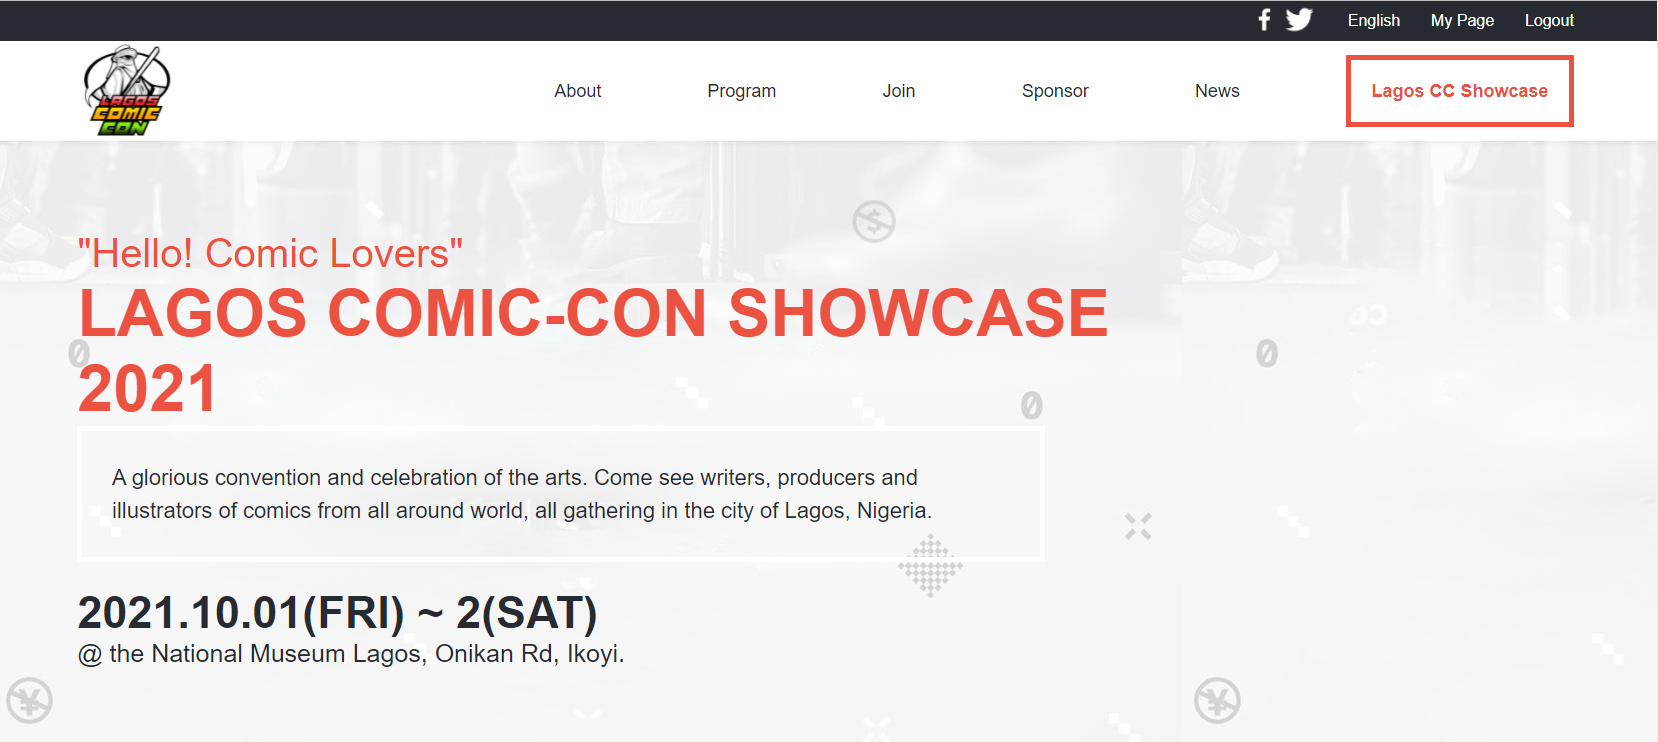 English My Page Logout
LAGOS
COMIC
CON
About Program Join Sponsor News Lagos CC Showcase
"Hello! Comic Lovers"
LAGOS COMIC-CON SHOWCASE
2021
A glorious convention and celebration of the arts. Come see writers, producers and
illustrators of comics from all around world, all gathering in the city of Lagos, Nigeria.
2021.10.01(FRI) ~ 2(SAT)
@ the National Museum Lagos, Onikan Rd, Ikoyi.